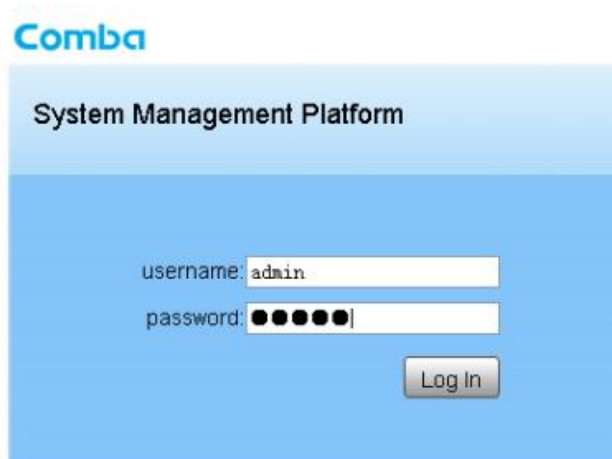 Comba
System Management Platform
username: admin
password: ●●●●●
Log In